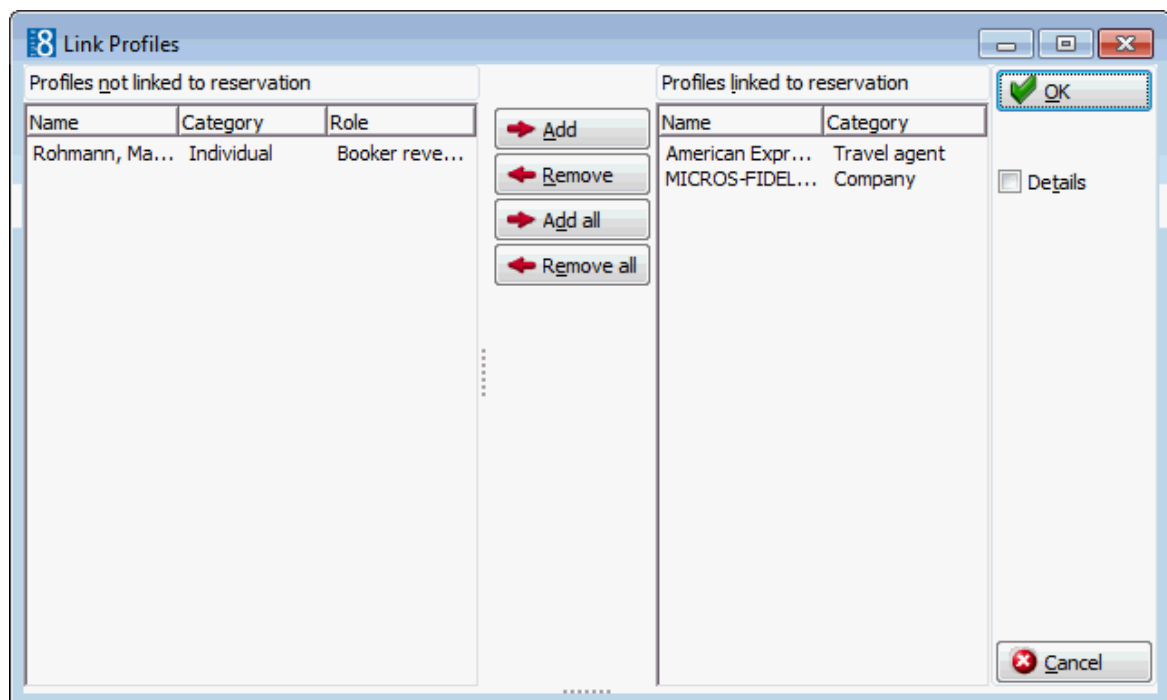 8 Link Profiles
Profiles not linked to reservation
Name Category Role
Rohmann, Ma... Individual Booker reve...
Add
Remove
Add all
Remove all
Profiles linked to reservation
Name Category
American Expr... Travel agent
MICROS-FIDEL... Company
OK
Details
Cancel